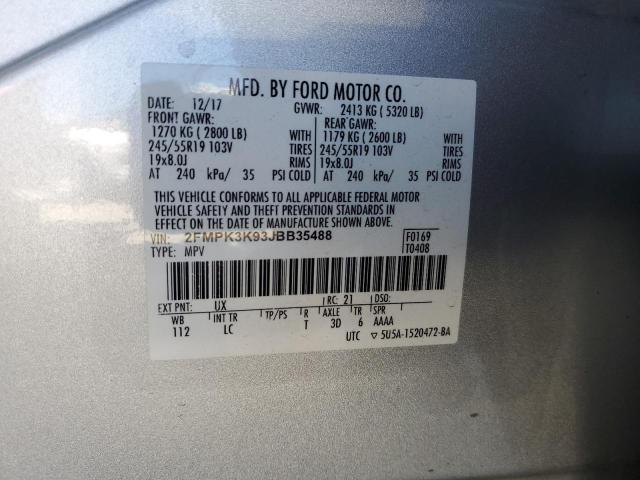 MFD. BY FORD MOTOR CO.
DATE: 12/17 GVWR: 2413 KG ( 5320 LB)
FRONT GAWR: REAR GAWR:
1270 KG ( 2800 LB) WITH 1179 KG ( 2600 LB) WITH
245/55R19 103V TIRES 245/55R19 103V TIRES
19x8.0J RIMS 19x8.0J RIMS
AT 240 kPa/ 35 PSI COLD AT 240 kPa/ 35 PSI COLD
THIS VEHICLE CONFORMS TO ALL APPLICABLE FEDERAL MOTOR
VEHICLE SAFETY AND THEFT PREVENTION STANDARDS IN
EFFECT ON THE DATE OF MANUFACTURE SHOWN ABOVE.
VIN: 2FMPK3K93JBB35488 F0169
TYPE: MPV T0408
EXT PNT: UX RC: 21 DSO:
WB INT TR TP/PS R AXLE TR SPR
112 LC T 3D 6 AAAA
UTC ▽ 5U5A-1520472-BA